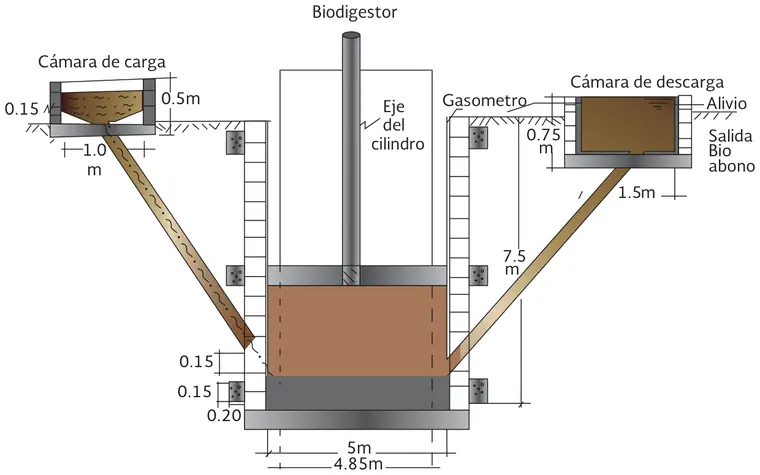 Biodigestor
Cámara de carga
0.15
0.5m
1.0
m
Eje
del
cilindro
Gasometro
Cámara de descarga
Alivio
0.75
m
Salida
Bio
abono
1.5m
7.5
m
0.15
0.15
0.20
5m
4.85m